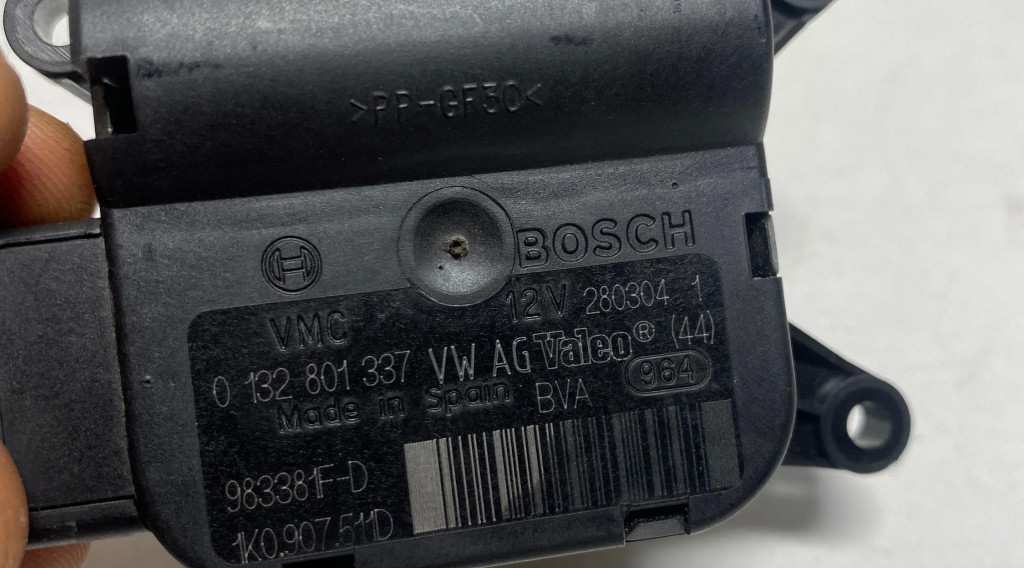 >PP-GF30<
BOSCH
VMC 12V 280304 1
0 132 801 337 VW AG Valeo® (44)
Made in Spain BVA 964
983381F-D
1K0.907.511D